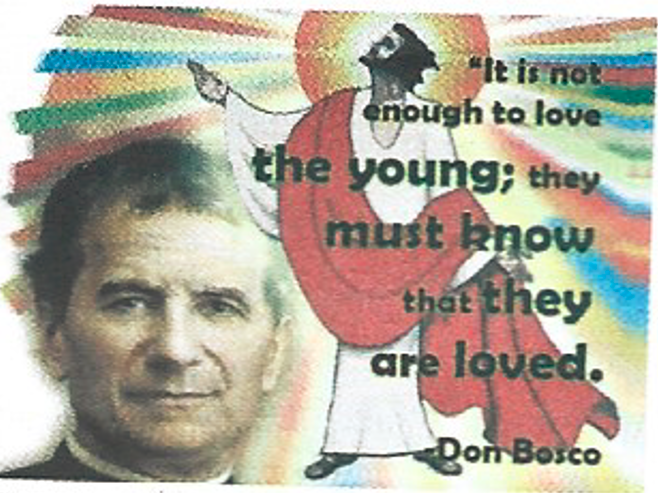 “It is not
enough to love
the young; they
must know
that they
are loved.
-Don Bosco